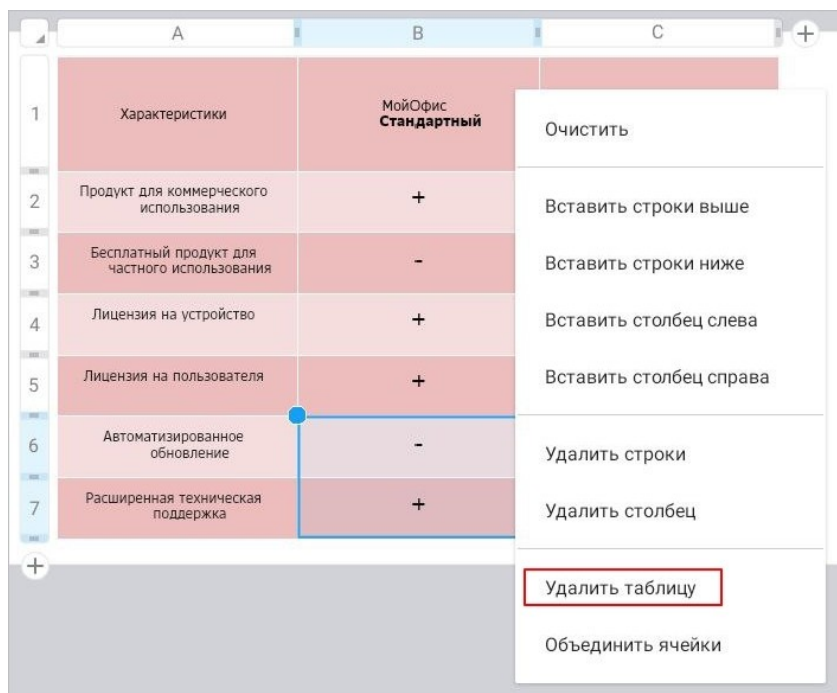 A B C
1 Характеристики МойОфис
Стандартный
2 Продукт для коммерческого
использования +
3 Бесплатный продукт для
частного использования -
4 Лицензия на устройство +
5 Лицензия на пользователя +
6 Автоматизированное
обновление -
7 Расширенная техническая
поддержка +
Очистить
Вставить строки выше
Вставить строки ниже
Вставить столбец слева
Вставить столбец справа
Удалить строки
Удалить столбец
Удалить таблицу
Объединить ячейки